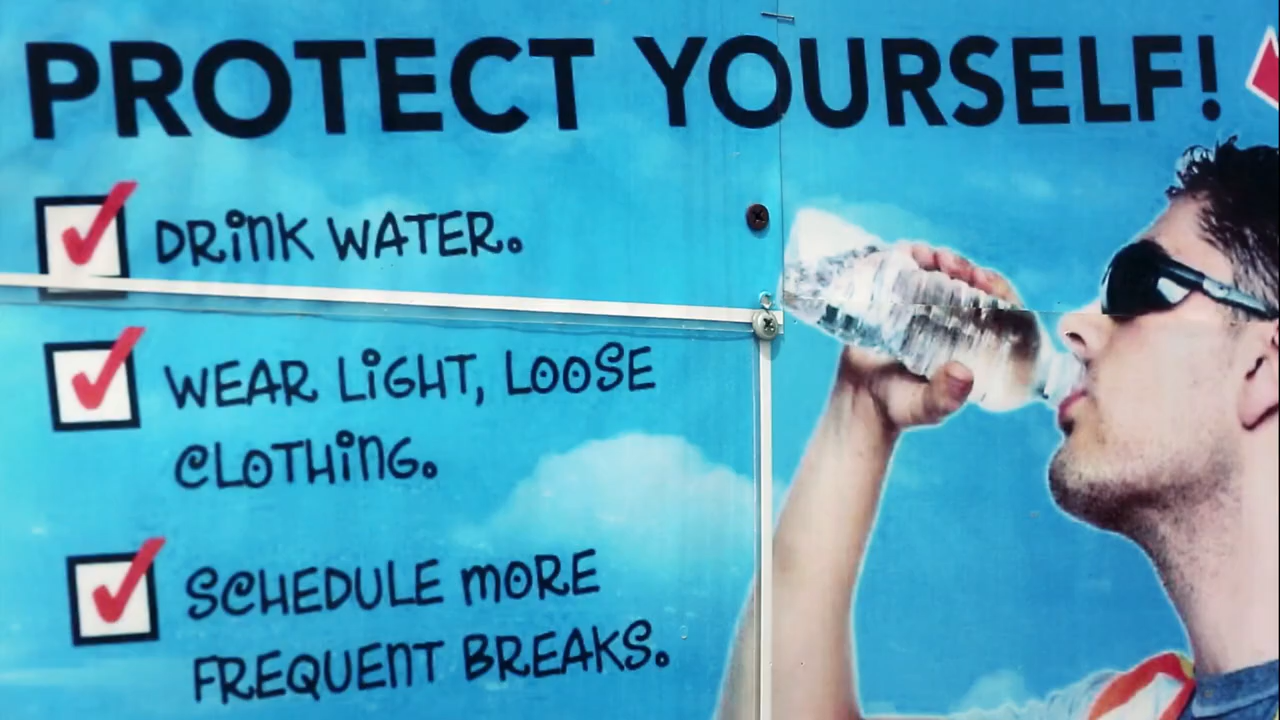 PROTECT YOURSELF!
DRINK WATER.
WEAR LIGHT, LOOSE
CLOTHING.
SCHEDULE MORE
FREQUENT BREAKS.